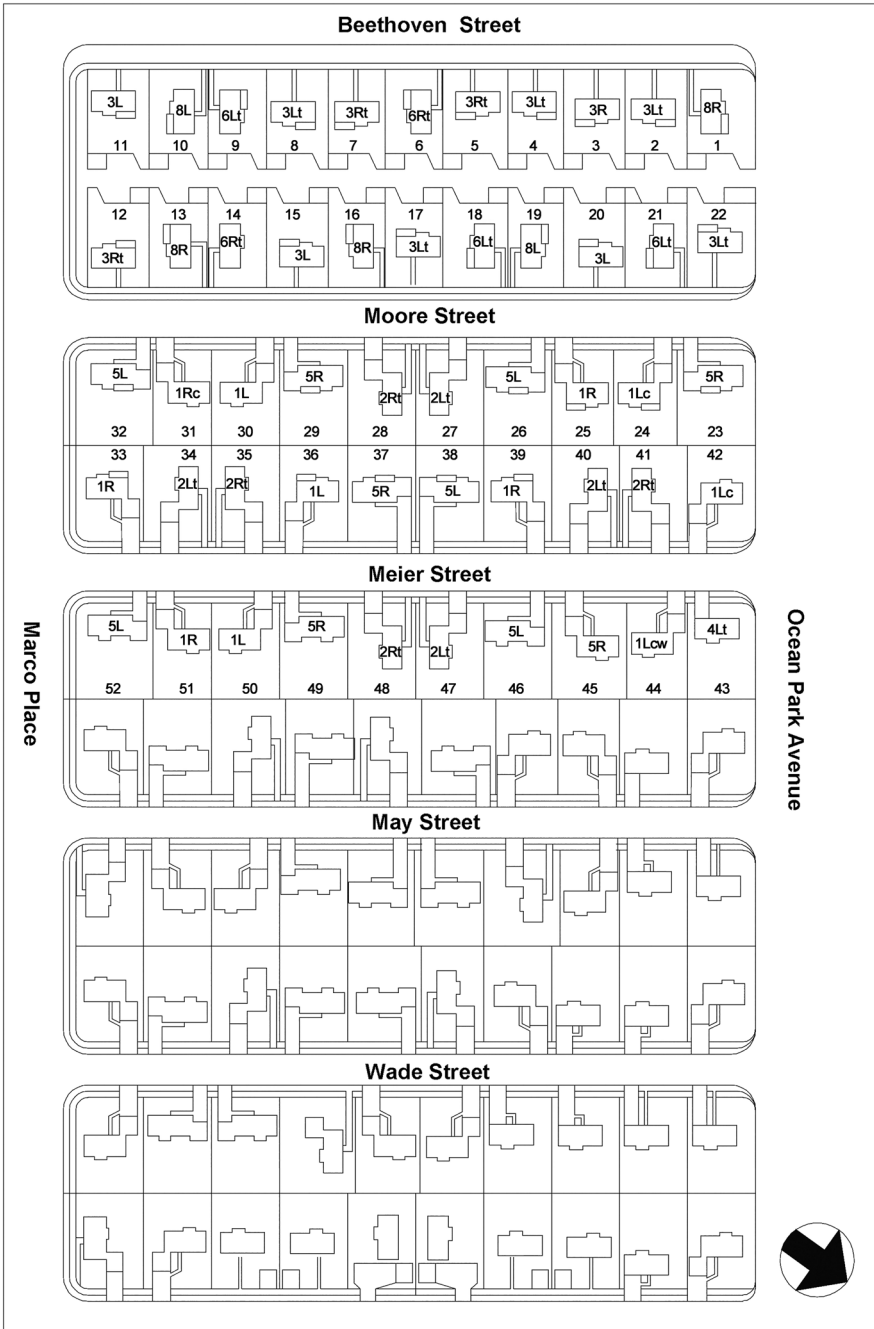 Beethoven Street
3L 8L 6Lt 3Lt 3Rt 6Rt 3Rt 3Lt 3R 3Lt 8R
11 10 9 8 7 6 5 4 3 2 1
12 13 14 15 16 17 18 19 20 21 22
3Rt 8R 6Rt 3L 8R 3Lt 6Lt 8L 3L 6Lt 3Lt
Moore Street
5L 1Rc 1L 5R 2Rt 2Lt 5L 1R 1Lc 5R
32 31 30 29 28 27 26 25 24 23
33 34 35 36 37 38 39 40 41 42
1R 2Lt 2Rt 1L 5R 5L 1R 2Lt 2Rt 1Lc
Meier Street
5L 1R 1L 5R 2Rt 2Lt 5L 5R 1Lcw 4Lt
52 51 50 49 48 47 46 45 44 43
Marco Place
Ocean Park Avenue
May Street
Wade Street